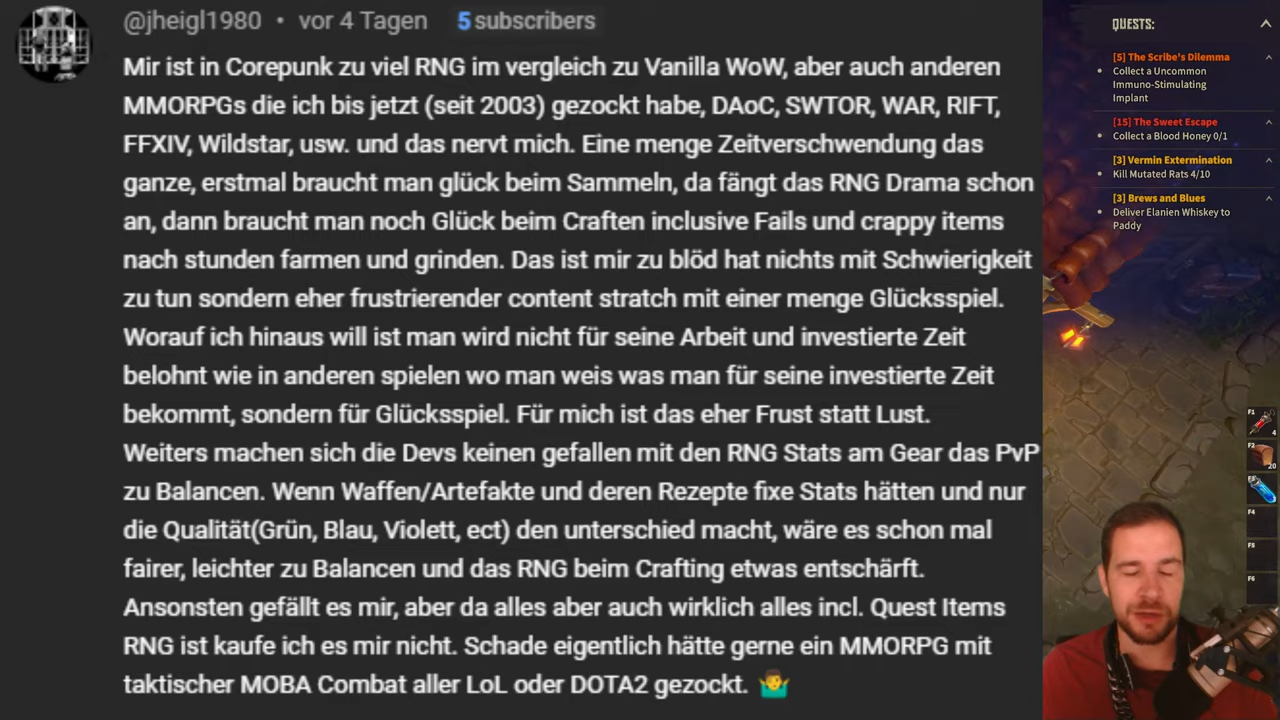 @jheigl1980 • vor 4 Tagen 5 subscribers
Mir ist in Corepunk zu viel RNG im vergleich zu Vanilla WoW, aber auch anderen
MMORPGs die ich bis jetzt (seit 2003) gezockt habe, DAoC, SWTOR, WAR, RIFT,
FFXIV, Wildstar, usw. und das nervt mich. Eine menge Zeitverschwendung das
ganze, erstmal braucht man glück beim Sammeln, da fängt das RNG Drama schon
an, dann braucht man noch Glück beim Craften inclusive Fails und crappy items
nach stunden farmen und grinden. Das ist mir zu blöd hat nichts mit Schwierigkeit
zu tun sondern eher frustrierender content stratch mit einer menge Glücksspiel.
Worauf ich hinaus will ist man wird nicht für seine Arbeit und investierte Zeit
belohnt wie in anderen spielen wo man weis was man für seine investierte Zeit
bekommt, sondern für Glücksspiel. Für mich ist das eher Frust statt Lust.
Weiters machen sich die Devs keinen gefallen mit den RNG Stats am Gear das PvP
zu Balancen. Wenn Waffen/Artefakte und deren Rezepte fixe Stats hätten und nur
die Qualität(Grün, Blau, Violett, ect) den unterschied macht, wäre es schon mal
fairer, leichter zu Balancen und das RNG beim Crafting etwas entschärft.
Ansonsten gefällt es mir, aber da alles aber auch wirklich alles incl. Quest Items
RNG ist kaufe ich es mir nicht. Schade eigentlich hätte gerne ein MMORPG mit
taktischer MOBA Combat aller LoL oder DOTA2 gezockt. 🤷‍♂️
QUESTS:
[5] The Scribe's Dilemma
• Collect a Uncommon
Immuno-Stimulating
Implant
[15] The Sweet Escape
• Collect a Blood Honey 0/1
[3] Vermin Extermination
• Kill Mutated Rats 4/10
[3] Brews and Blues
• Deliver Elanien Whiskey to
Paddy
F1
4
F2
20
F4
F5
F6